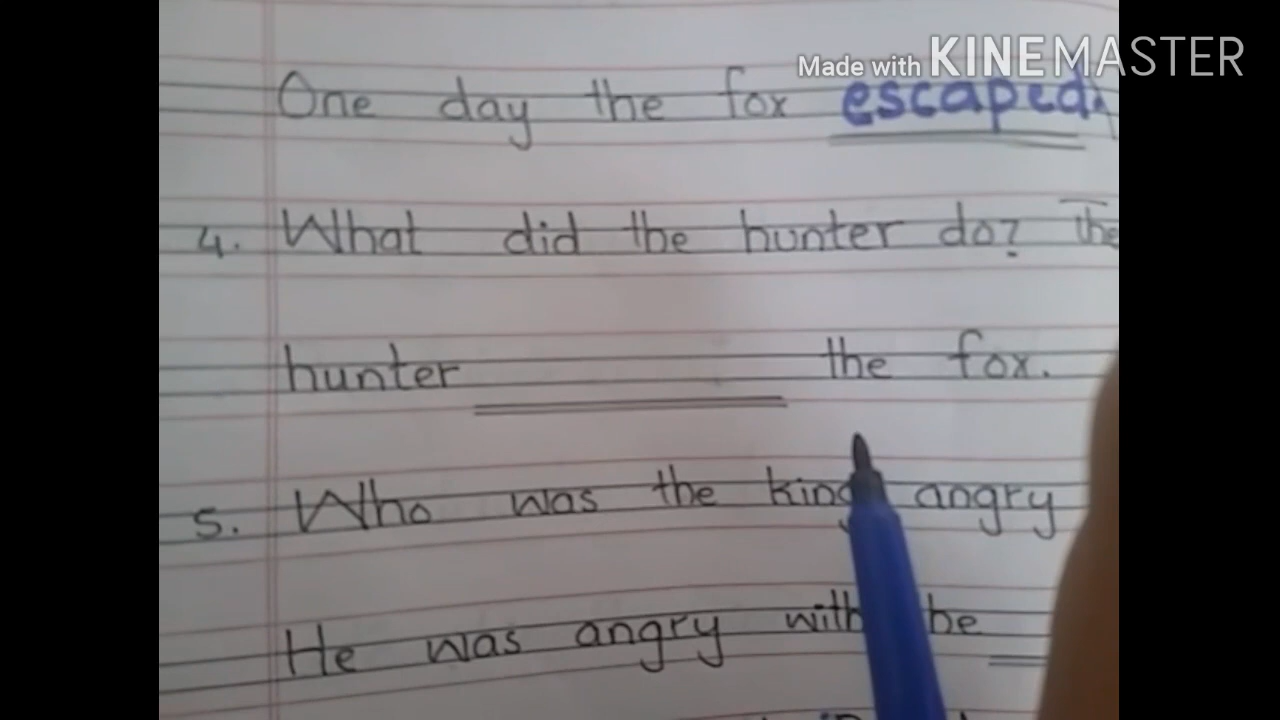 Made with KINEMASTER
One day the fox escaped.
4. What did the hunter do? The
hunter the fox.
5. Who was the king angry
He was angry with